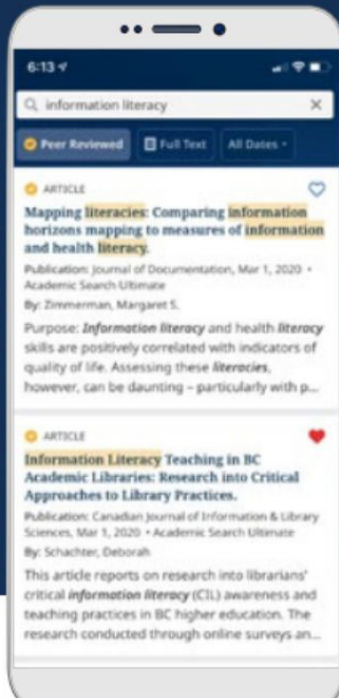 6:13
information literacy
Peer Reviewed Full Text All Dates
ARTICLE
Mapping literacies: Comparing information
horizons mapping to measures of information
and health literacy.
Publication: Journal of Documentation, Mar 1, 2020 •
Academic Search Ultimate
By: Zimmerman, Margaret S.
Purpose: Information literacy and health literacy
skills are positively correlated with indicators of
quality of life. Assessing these literacies,
however, can be daunting – particularly with p...
ARTICLE
Information Literacy Teaching in BC
Academic Libraries: Research into Critical
Approaches to Library Practices.
Publication: Canadian Journal of Information & Library
Sciences, Mar 1, 2020 • Academic Search Ultimate
By: Schachter, Deborah
This article reports on research into librarians'
critical information literacy (CIL) awareness and
teaching practices in BC higher education. The
research conducted through online surveys an...